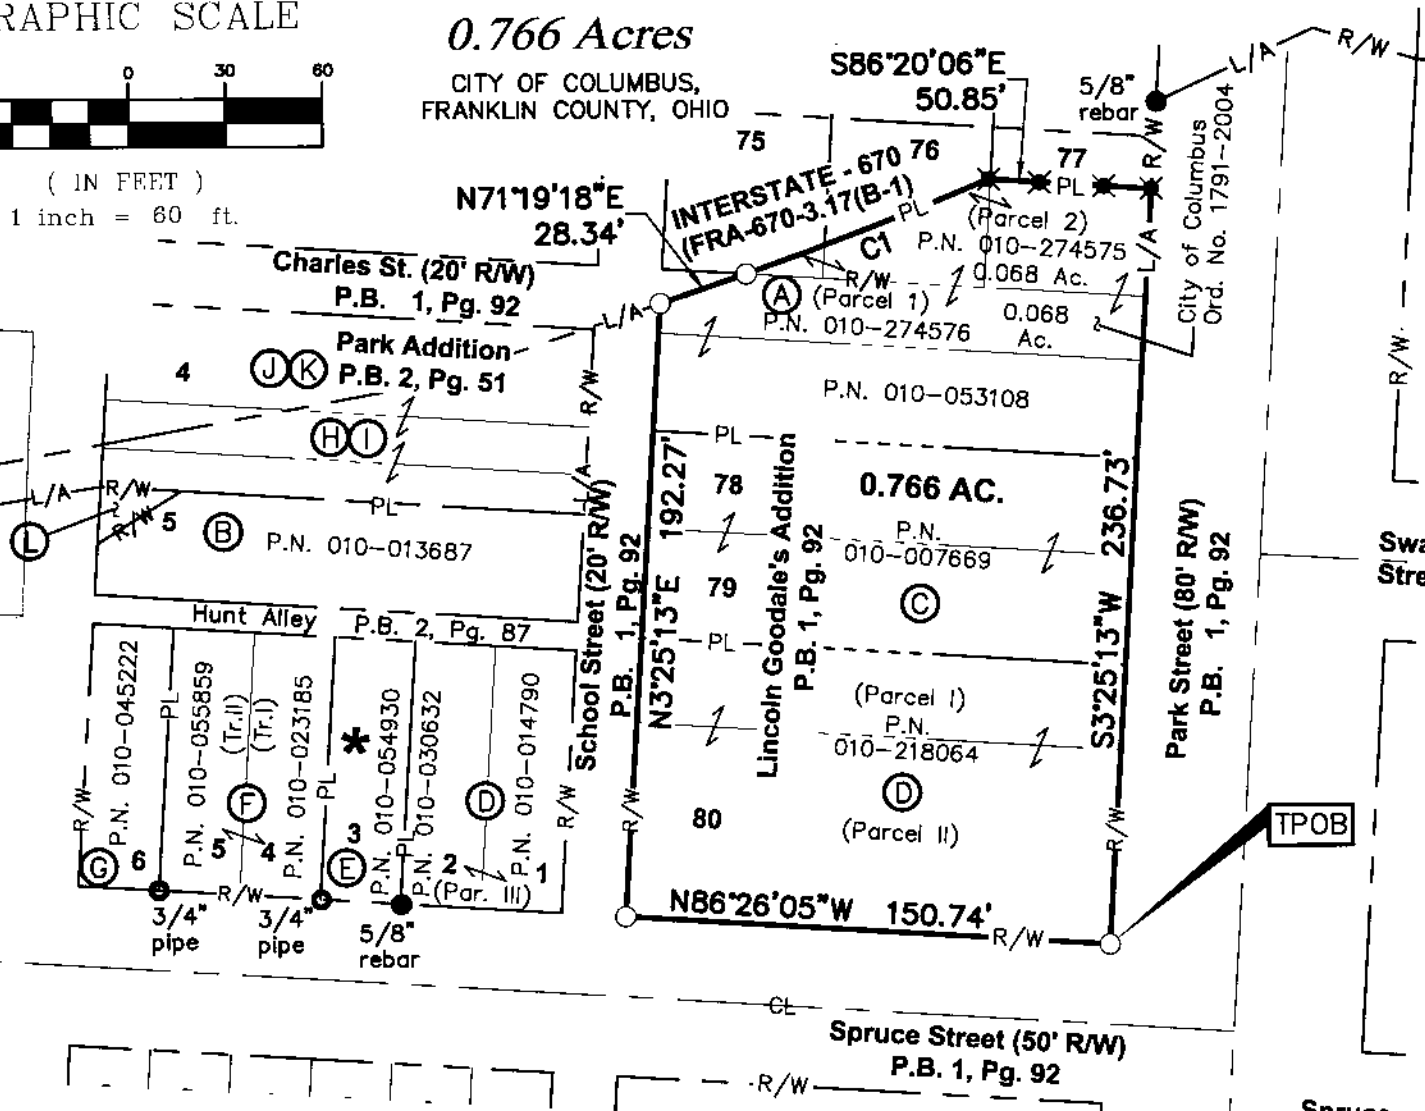 RAPHIC SCALE
0 30 60
( IN FEET )
1 inch = 60 ft.
0.766 Acres
CITY OF COLUMBUS,
FRANKLIN COUNTY, OHIO
S86°20'06"E
50.85'
5/8"
rebar
L/A
R/W
R/W
City of Columbus
Ord. No. 1791-2004
75
76
77
PL
INTERSTATE - 670
(FRA-670-3.17(B-1)
N71°19'18"E
28.34'
PL
C1
(Parcel 2)
P.N. 010-274575
0.068 Ac.
L/A
R/W
A
(Parcel 1)
P.N. 010-274576
0.068
Ac.
Charles St. (20' R/W)
P.B. 1, Pg. 92
L/A
Park Addition
P.B. 2, Pg. 51
4
J K
R/W
R/W
P.N. 010-053108
H I
PL
78
0.766 AC.
L/A
R/W
R/W
L
5
B
PL
P.N. 010-013687
/A
School Street (20' R/W)
P.B. 1, Pg. 92
N3°25'13"E 192.27'
Lincoln Goodale's Addition
P.B. 1, Pg. 92
P.N.
010-007669
C
79
S3°25'13"W 236.73'
Park Street (80' R/W)
P.B. 1, Pg. 92
Swa
Stre
Hunt Alley P.B. 2, Pg. 87
PL
(Parcel I)
P.N.
010-218064
D
(Parcel II)
80
R/W
R/W
TPOB
R/W
P.N. 010-045222
PL
P.N. 010-055859
(Tr.II)
(Tr.I)
P.N. 010-023185
PL
*
P.N. 010-054930
PL
P.N. 010-030632
P.N. 010-014790
R/W
F
D
G
6
5
4
3
E
2
(Par. III)
1
R/W
3/4"
pipe
3/4"
pipe
5/8"
rebar
N86°26'05"W 150.74'
R/W
CL
Spruce Street (50' R/W)
P.B. 1, Pg. 92
R/W
Spruce